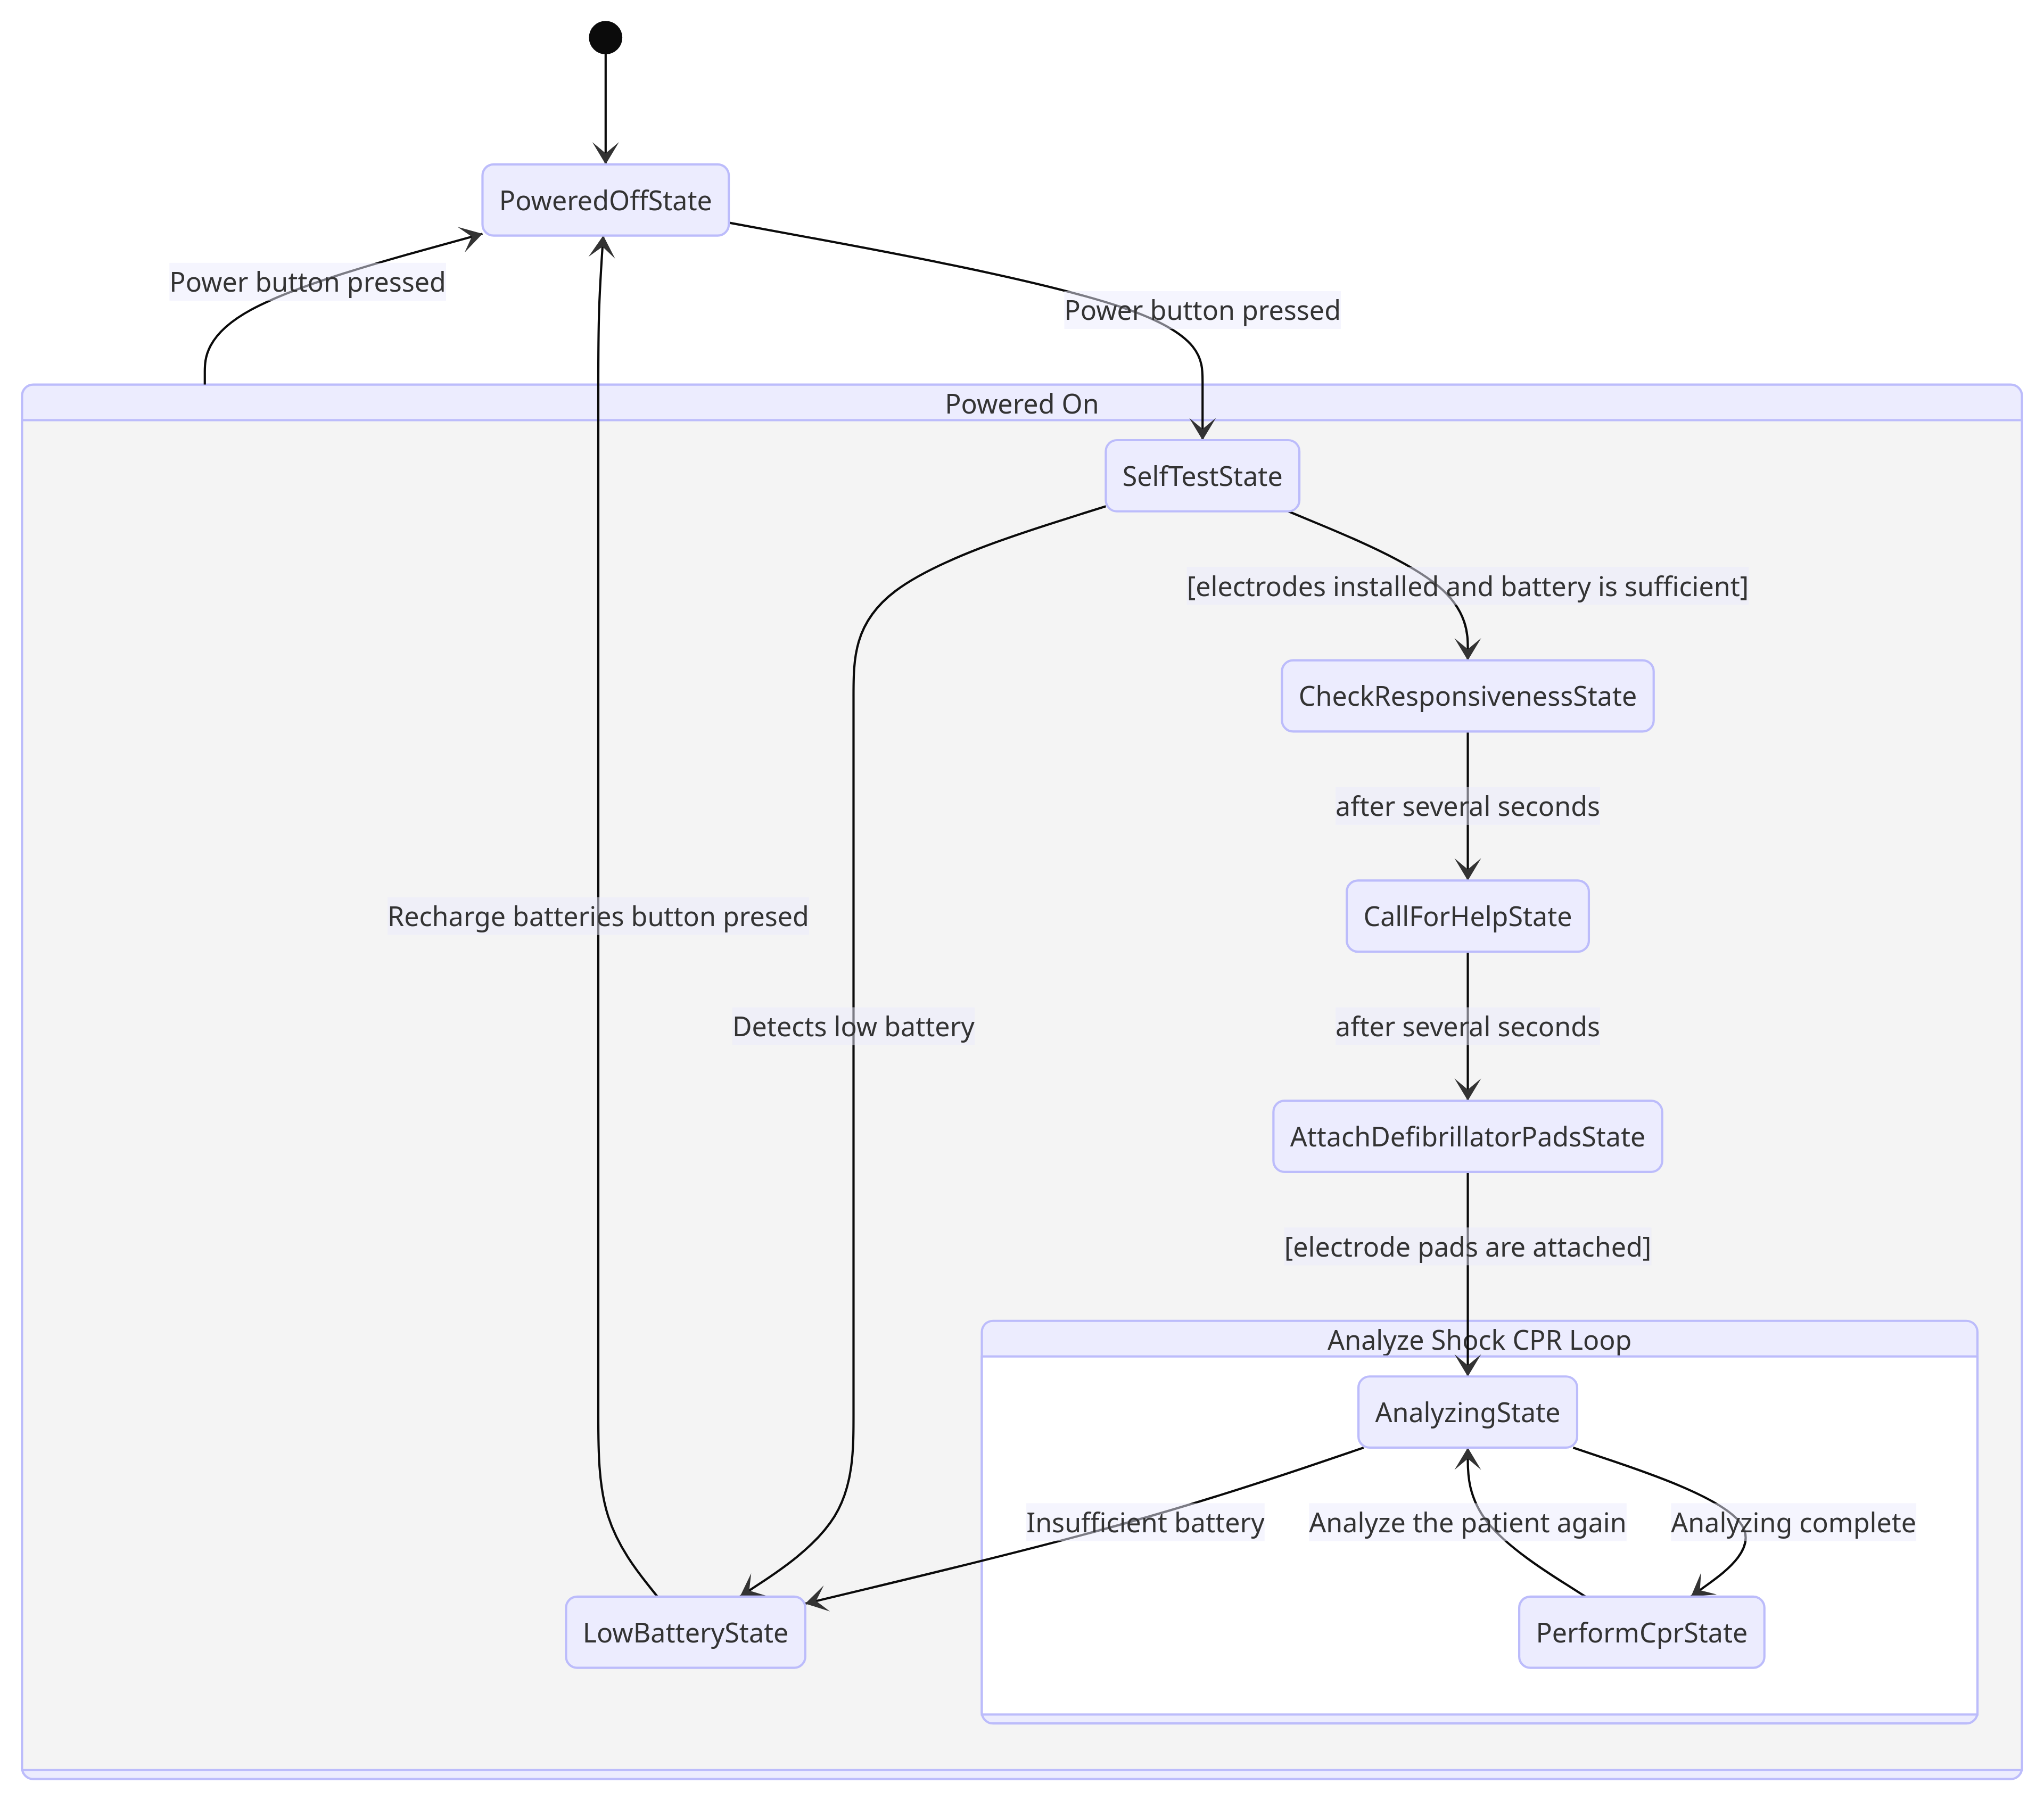 PoweredOffState
Power button pressed
Power button pressed
Powered On
SelfTestState
[electrodes installed and battery is sufficient]
CheckResponsivenessState
after several seconds
CallForHelpState
Recharge batteries button presed
Detects low battery
after several seconds
AttachDefibrillatorPadsState
[electrode pads are attached]
Analyze Shock CPR Loop
AnalyzingState
Insufficient battery
Analyze the patient again
Analyzing complete
LowBatteryState
PerformCprState